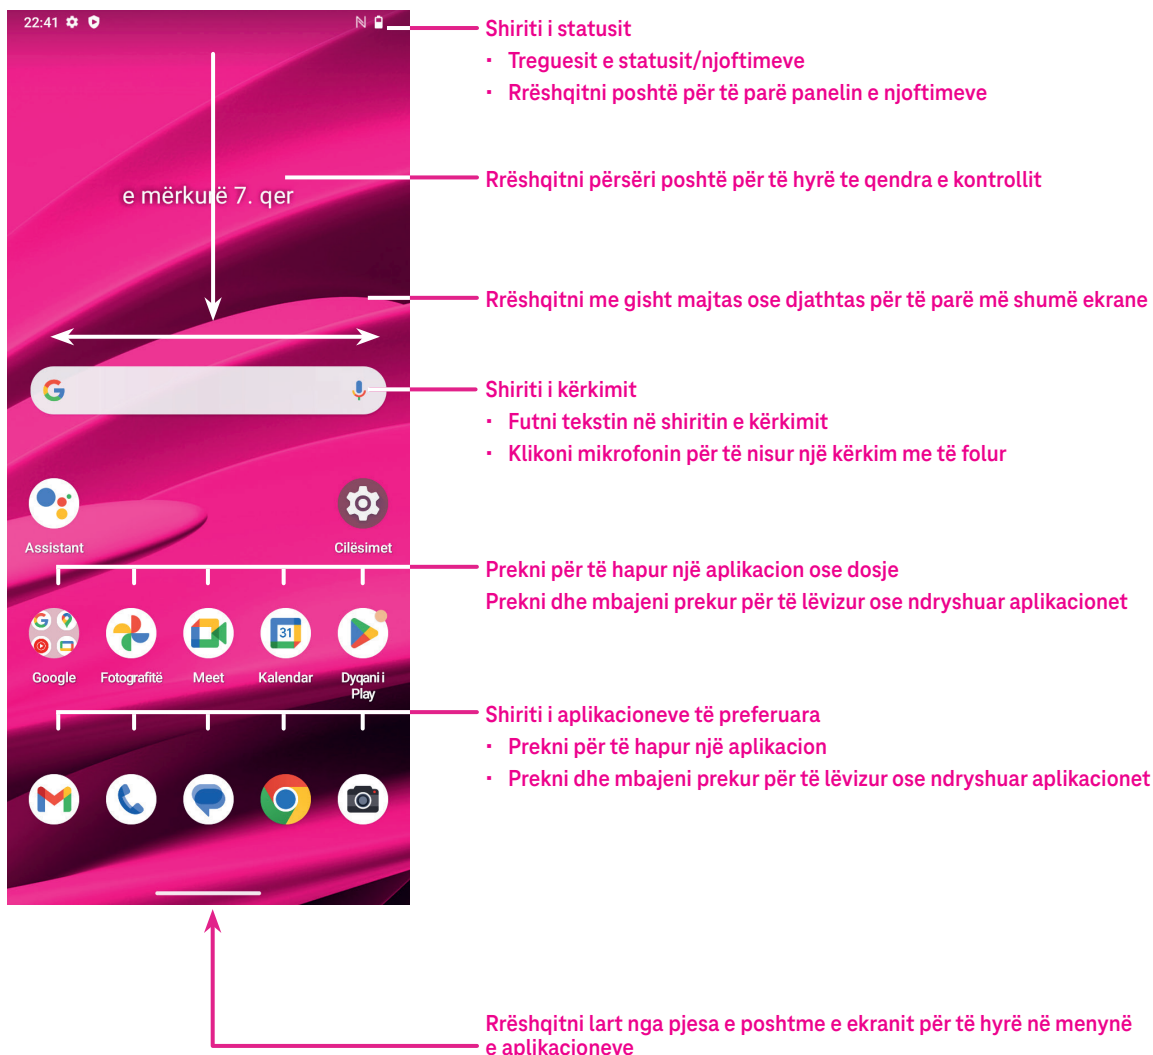 22:41
Shiriti i statusit
• Treguesit e statusit/njoftimeve
• Rrëshqitni poshtë për të parë panelin e njoftimeve
Rrëshqitni përsëri poshtë për të hyrë te qendra e kontrollit
e mërkurë 7. qer
Rrëshqitni me gisht majtas ose djathtas për të parë më shumë ekrane
Shiriti i kërkimit
• Futni tekstin në shiritin e kërkimit
• Klikoni mikrofonin për të nisur një kërkim me të folur
Assistant
Cilësimet
Prekni për të hapur një aplikacion ose dosje
Prekni dhe mbajeni prekur për të lëvizur ose ndryshuar aplikacionet
31
Google
Fotografitë
Meet
Kalendar
Dyqani i
Play
Shiriti i aplikacioneve të preferuara
• Prekni për të hapur një aplikacion
• Prekni dhe mbajeni prekur për të lëvizur ose ndryshuar aplikacionet
Rrëshqitni lart nga pjesa e poshtme e ekranit për të hyrë në menynë
e aplikacioneve